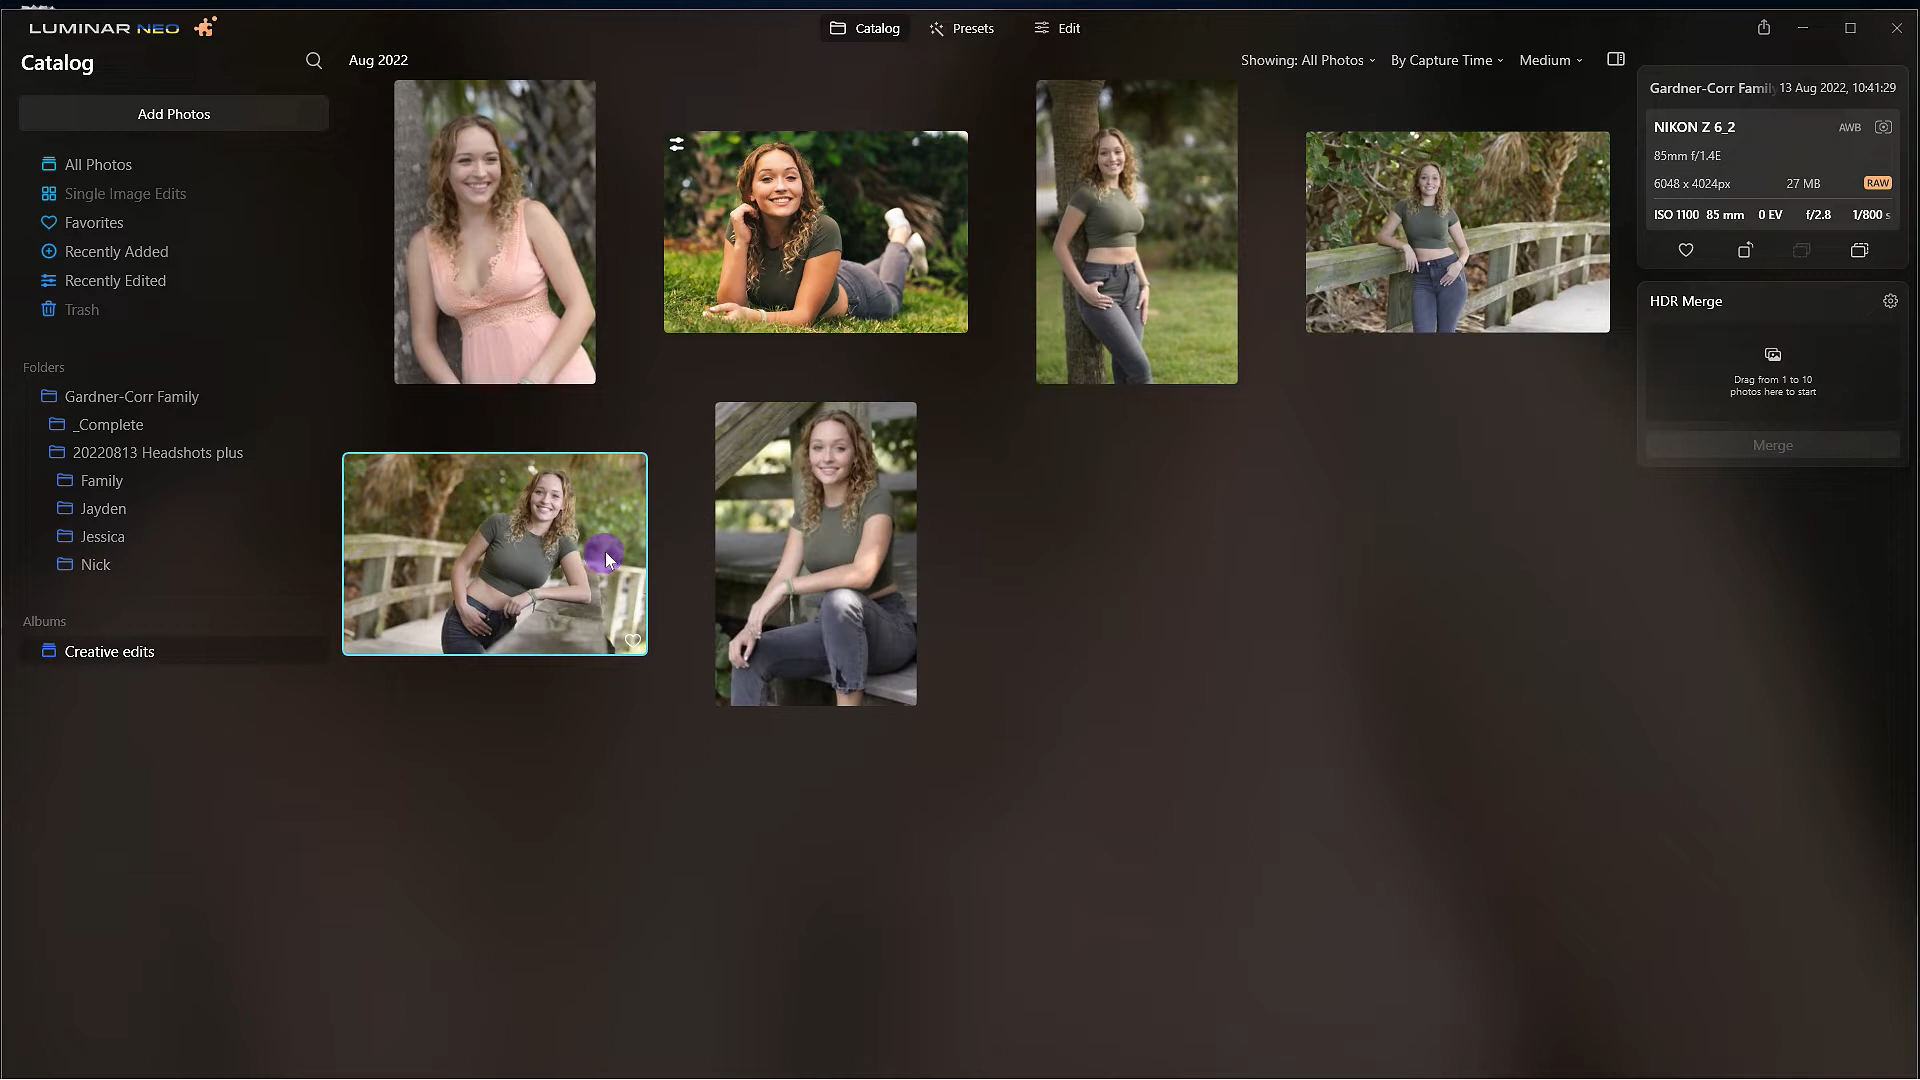 LUMINAR NEO
Catalog
Presets
Edit
Catalog
Aug 2022
Showing: All Photos
By Capture Time
Medium
Add Photos
All Photos
Single Image Edits
Favorites
Recently Added
Recently Edited
Trash
Folders
Gardner-Corr Family
_Complete
20220813 Headshots plus
Family
Jayden
Jessica
Nick
Albums
Creative edits
Gardner-Corr Famil 13 Aug 2022, 10:41:29
NIKON Z 6_2 AWB
85mm f/1.4E
6048 x 4024px 27 MB RAW
ISO 1100 85 mm 0 EV f/2.8 1/800 s
HDR Merge
Drag from 1 to 10
photos here to start
Merge